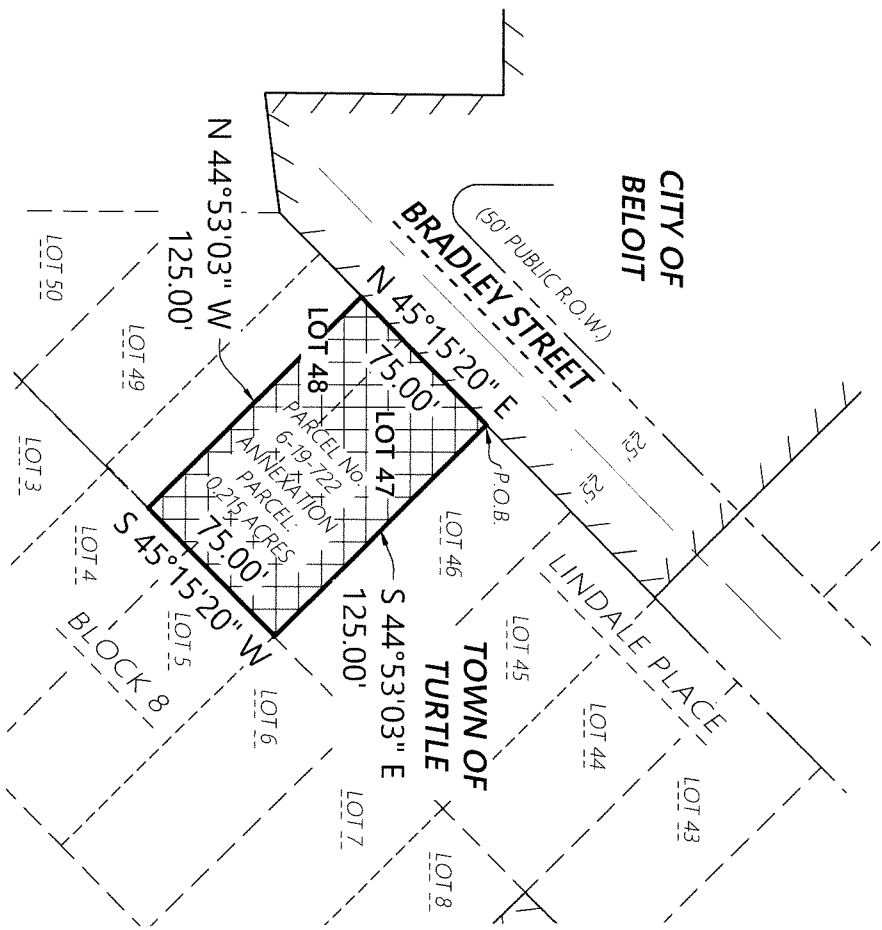 CITY OF
BELOIT
(50' PUBLIC R.O.W.)
BRADLEY STREET
25'
25'
N 45°15'20" E
75.00'
P.O.B.
LINDALE PLACE
N 44°53'03" W
125.00'
LOT 50
LOT 49
LOT 48
LOT 47
LOT 46
LOT 45
LOT 44
LOT 43
PARCEL No.
6-19-722
ANNEXATION
PARCEL:
0.215 ACRES
S 44°53'03" E
125.00'
TOWN OF
TURTLE
75.00'
S 45°15'20" W
LOT 3
LOT 4
LOT 5
LOT 6
LOT 7
LOT 8
BLOCK 8